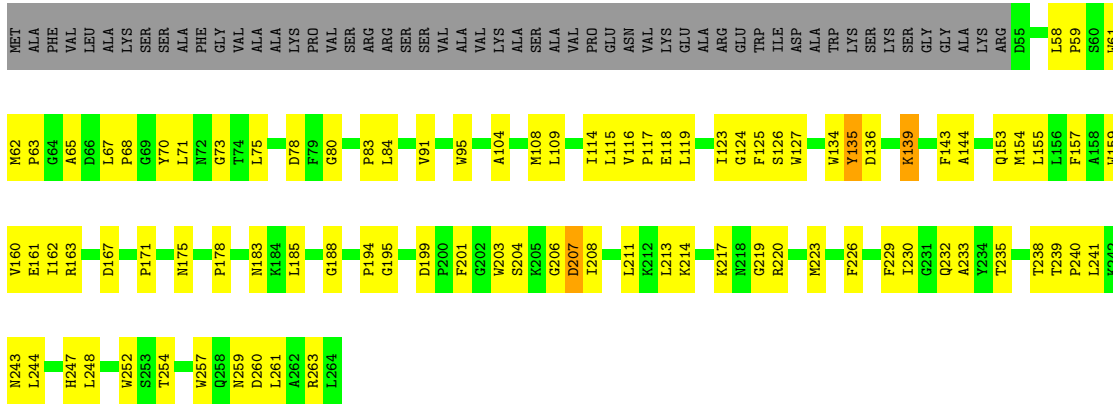 MET ALA PHE VAL LEU ALA LYS SER SER ALA PHE GLY VAL ALA ALA LYS PRO VAL SER ARG ARG SER SER VAL ALA VAL LYS ALA SER ALA VAL PRO GLU ASN VAL LYS GLU ALA ARG GLU TRP ILE ASP ALA TRP LYS SER LYS SER GLY GLY ALA LYS ARG D55 L58 P59 S60 W61
M62 P63 G64 A65 D66 L67 P68 G69 Y70 L71 N72 G73 T74 L75 D78 F79 G80 P83 L84 V91 W95 A104 M108 L109 I114 L115 V116 P117 E118 L119 I123 G124 F125 S126 W127 W134 Y135 D136 K139 F143 A144 Q153 M154 L155 L156 F157 A158 W159
V160 E161 I162 R163 D167 P171 N175 P178 N183 K184 L185 G188 P194 G195 D199 P200 F201 G202 W203 S204 K205 G206 D207 I208 L211 K212 L213 K214 K217 N218 G219 R220 M223 F226 F229 I230 G231 Q232 A233 Y234 T235 T238 T239 P240 L241 K242
N243 L244 H247 L248 W252 S253 T254 W257 Q258 N259 D260 L261 A262 R263 L264